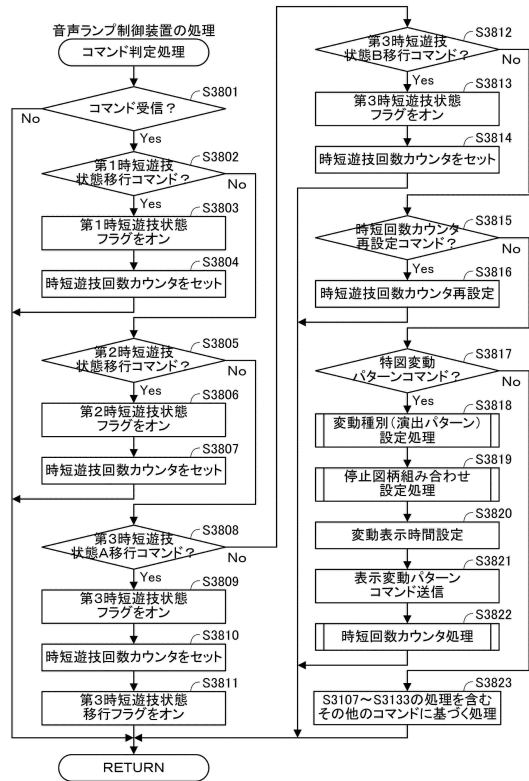 音声ランプ制御装置の処理
コマンド判定処理
S3801
コマンド受信？
No
Yes
S3802
第1時短遊技
状態移行コマンド？
No
Yes
S3803
第1時短遊技状態
フラグをオン
S3804
時短遊技回数カウンタをセット
S3805
第2時短遊技
状態移行コマンド？
No
Yes
S3806
第2時短遊技状態
フラグをオン
S3807
時短遊技回数カウンタをセット
S3808
第3時短遊技
状態A移行コマンド？
No
Yes
S3809
第3時短遊技状態
フラグをオン
S3810
時短遊技回数カウンタをセット
S3811
第3時短遊技状態
移行フラグをオン
RETURN
S3812
第3時短遊技
状態B移行コマンド？
No
Yes
S3813
第3時短遊技状態
フラグをオン
S3814
時短遊技回数カウンタをセット
S3815
時短回数カウンタ
再設定コマンド？
No
Yes
S3816
時短遊技回数カウンタ再設定
S3817
特図変動
パターンコマンド？
No
Yes
S3818
変動種別(演出パターン)
設定処理
S3819
停止図柄組み合わせ
設定処理
S3820
変動表示時間設定
S3821
表示変動パターン
コマンド送信
S3822
時短回数カウンタ処理
S3823
S3107～S3133の処理を含む
その他のコマンドに基づく処理